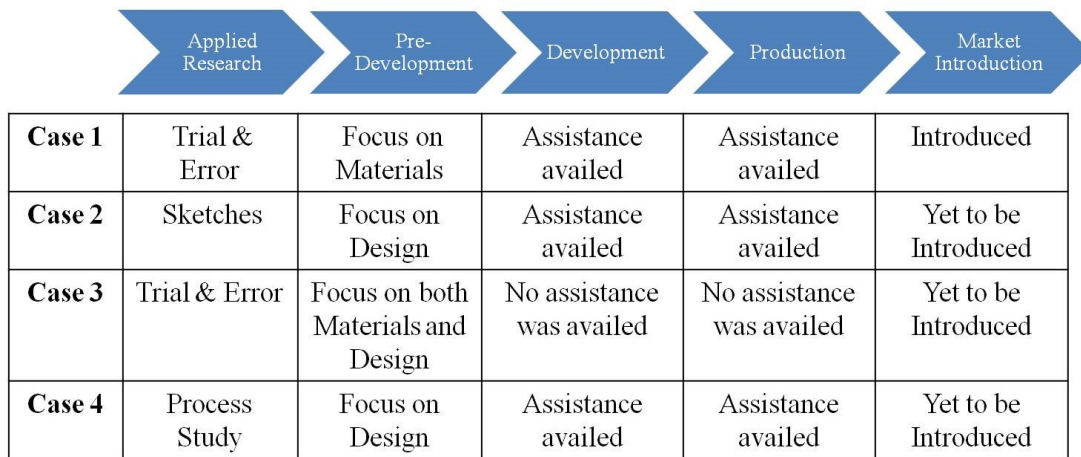 Applied
Research
Pre-
Development
Development
Production
Market
Introduction
Case 1
Trial &
Error
Focus on
Materials
Assistance
availed
Assistance
availed
Introduced
Case 2
Sketches
Focus on
Design
Assistance
availed
Assistance
availed
Yet to be
Introduced
Case 3
Trial & Error
Focus on both
Materials and
Design
No assistance
was availed
No assistance
was availed
Yet to be
Introduced
Case 4
Process
Study
Focus on
Design
Assistance
availed
Assistance
availed
Yet to be
Introduced